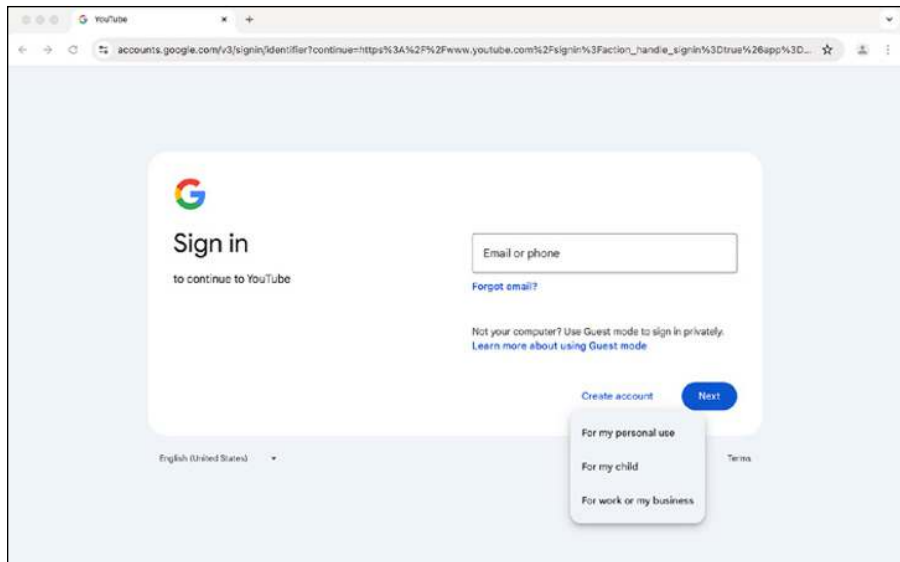 YouTube
accounts.google.com/v3/signin/identifier?continue=https%3A%2F%2Fwww.youtube.com%2Fsignin%3Faction_handle_signin%3Dtrue%26app%3D...
Sign in
to continue to YouTube
Email or phone
Forgot email?
Not your computer? Use Guest mode to sign in privately.
Learn more about using Guest mode
Create account
Next
For my personal use
For my child
For work or my business
English (United States)
Terms